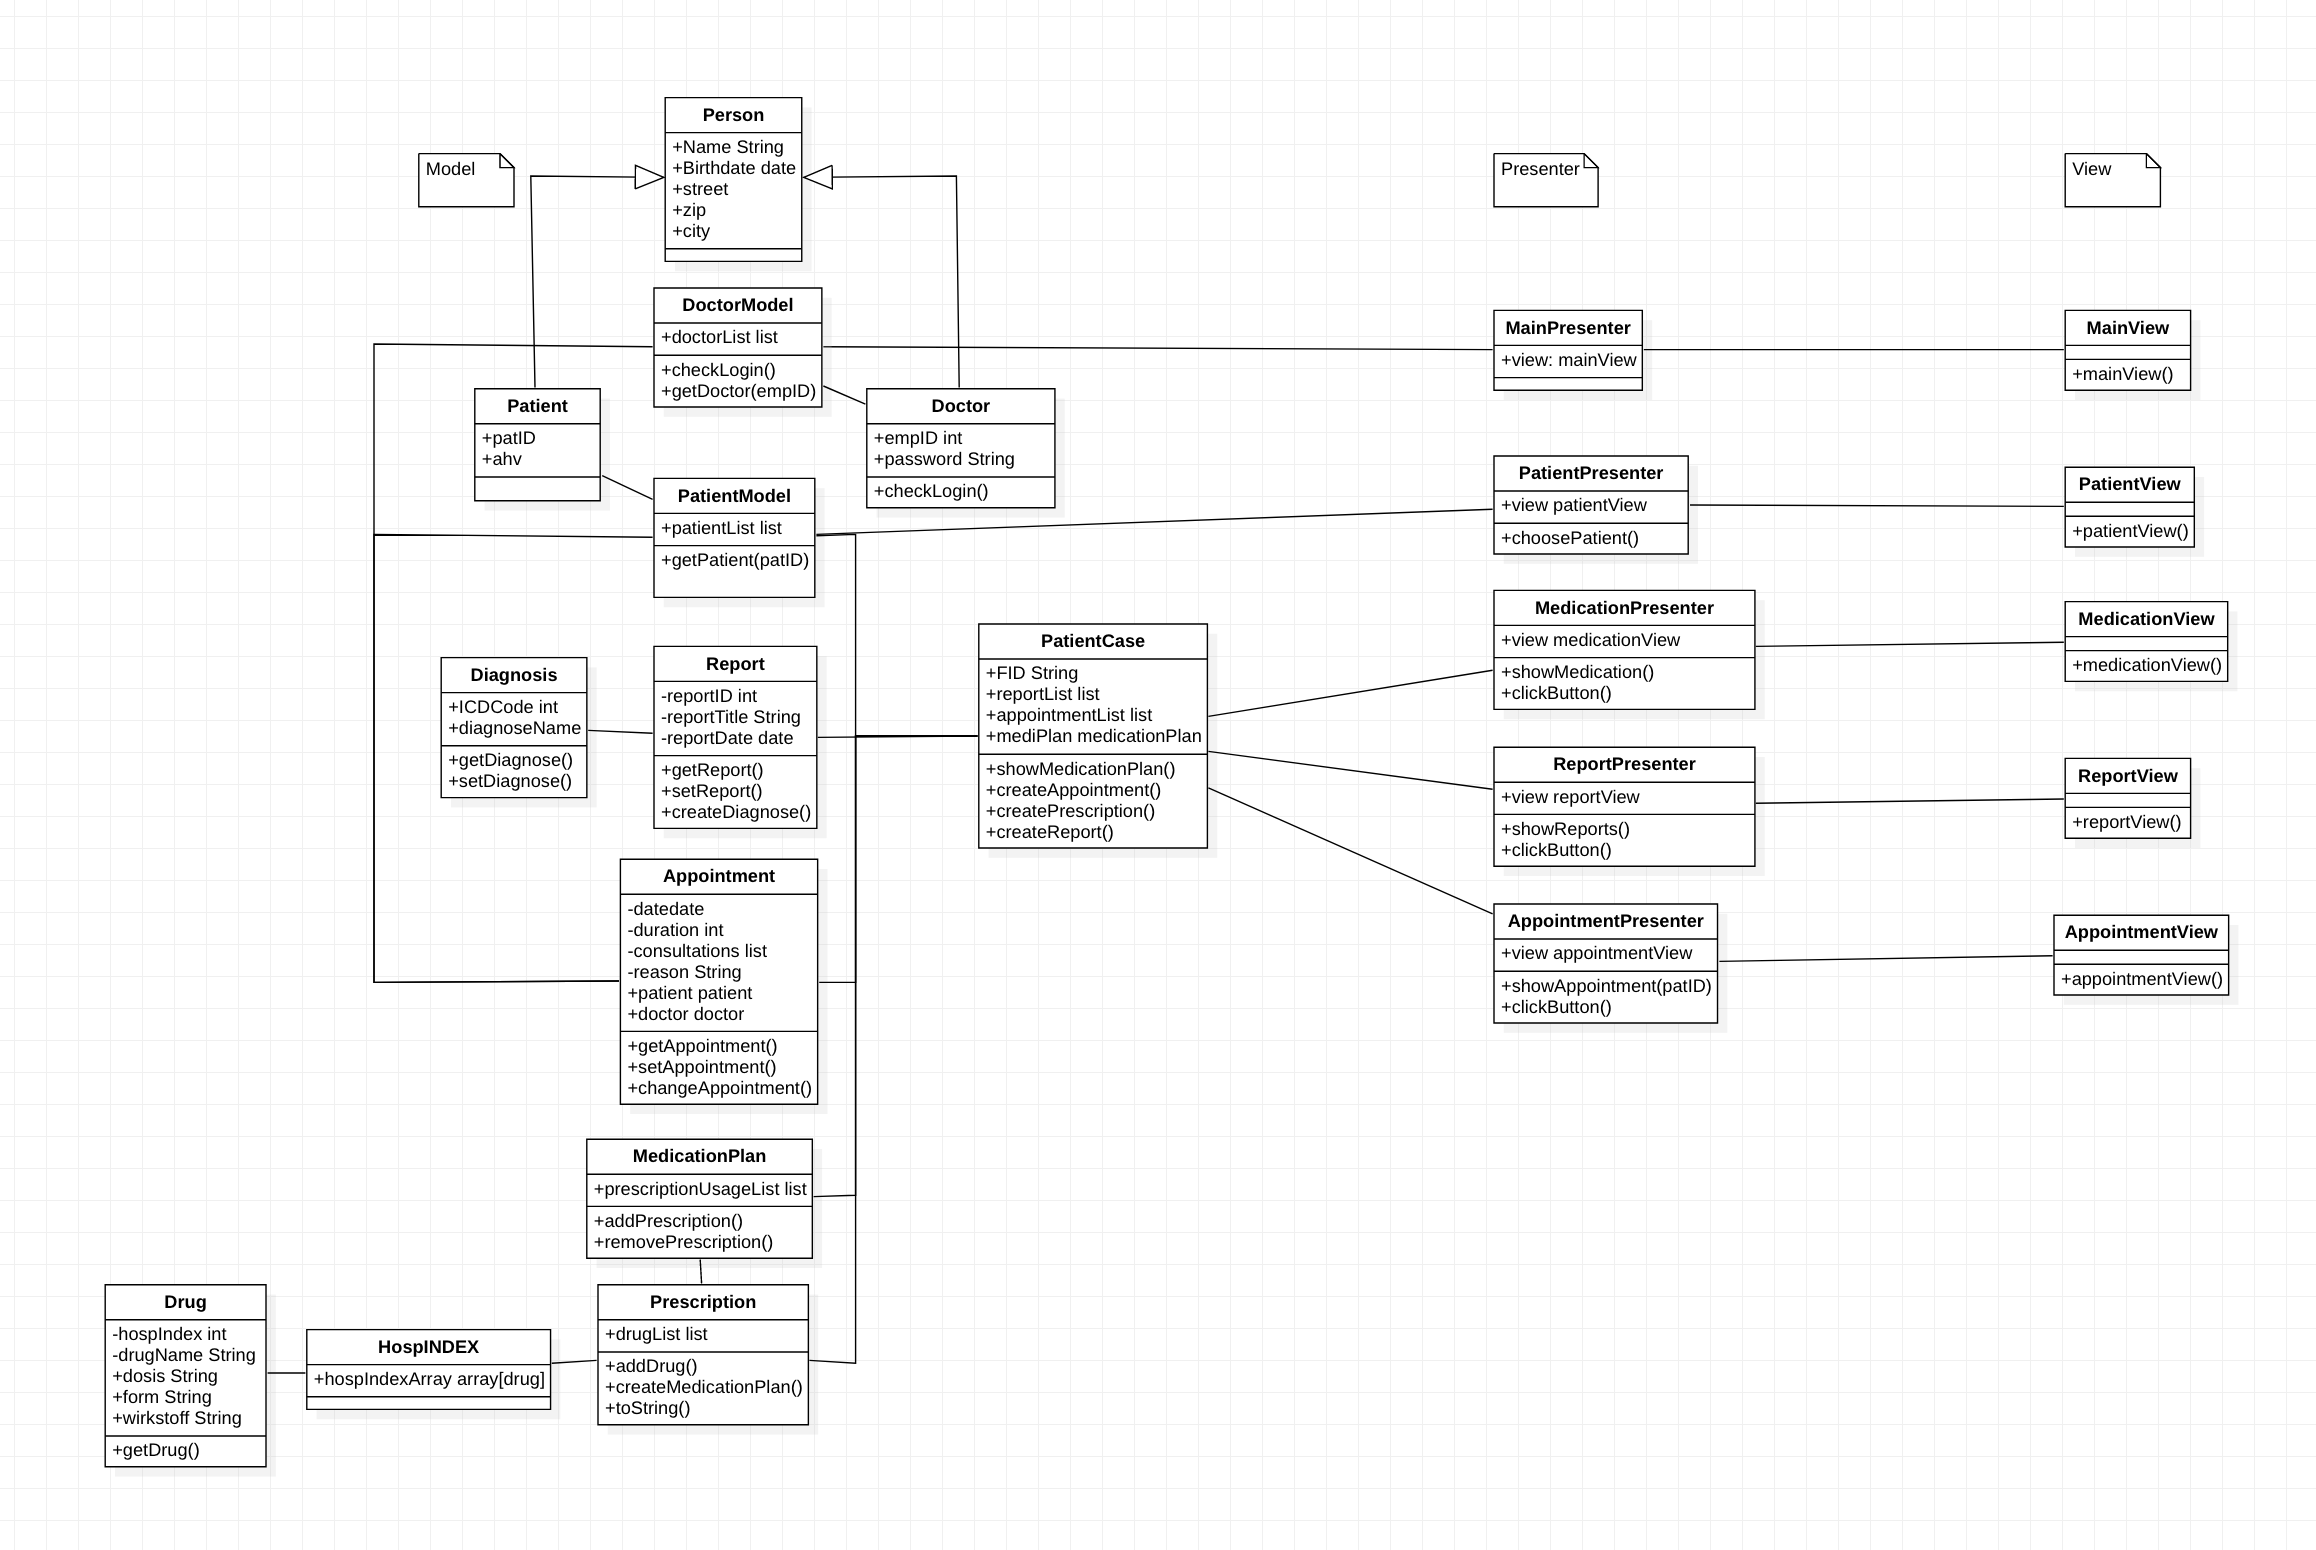 Model
Person
+Name String
+Birthdate date
+street
+zip
+city
Presenter
View
DoctorModel
+doctorList list
+checkLogin()
+getDoctor(empID)
MainPresenter
+view: mainView
MainView
+mainView()
Patient
+patID
+ahv
Doctor
+empID int
+password String
+checkLogin()
PatientModel
+patientList list
+getPatient(patID)
PatientPresenter
+view patientView
+choosePatient()
PatientView
+patientView()
Diagnosis
+ICDCode int
+diagnoseName
+getDiagnose()
+setDiagnose()
Report
-reportID int
-reportTitle String
-reportDate date
+getReport()
+setReport()
+createDiagnose()
PatientCase
+FID String
+reportList list
+appointmentList list
+mediPlan medicationPlan
+showMedicationPlan()
+createAppointment()
+createPrescription()
+createReport()
MedicationPresenter
+view medicationView
+showMedication()
+clickButton()
MedicationView
+medicationView()
ReportPresenter
+view reportView
+showReports()
+clickButton()
ReportView
+reportView()
Appointment
-datedate
-duration int
-consultations list
-reason String
+patient patient
+doctor doctor
+getAppointment()
+setAppointment()
+changeAppointment()
AppointmentPresenter
+view appointmentView
+showAppointment(patID)
+clickButton()
AppointmentView
+appointmentView()
MedicationPlan
+prescriptionUsageList list
+addPrescription()
+removePrescription()
Drug
-hospIndex int
-drugName String
+dosis String
+form String
+wirkstoff String
+getDrug()
HospINDEX
+hospIndexArray array[drug]
Prescription
+drugList list
+addDrug()
+createMedicationPlan()
+toString()